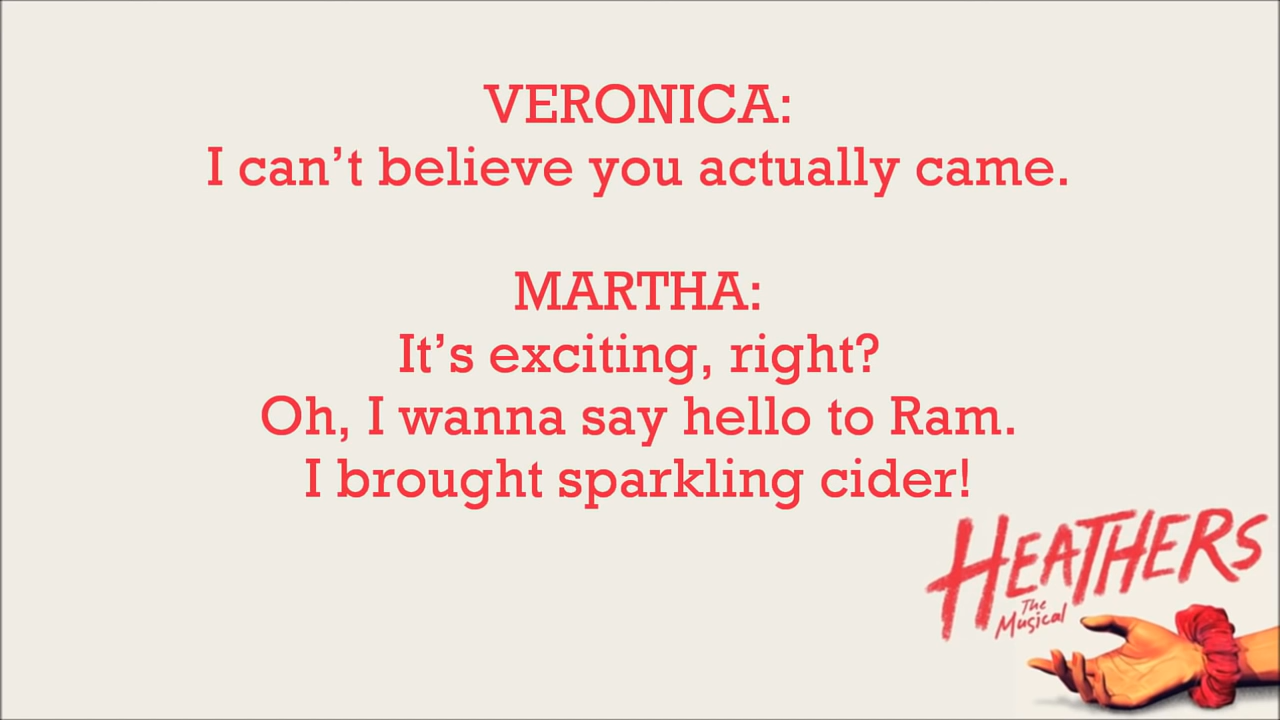 VERONICA:
I can’t believe you actually came.
MARTHA:
It’s exciting, right?
Oh, I wanna say hello to Ram.
I brought sparkling cider!
HEATHERS
The
Musical